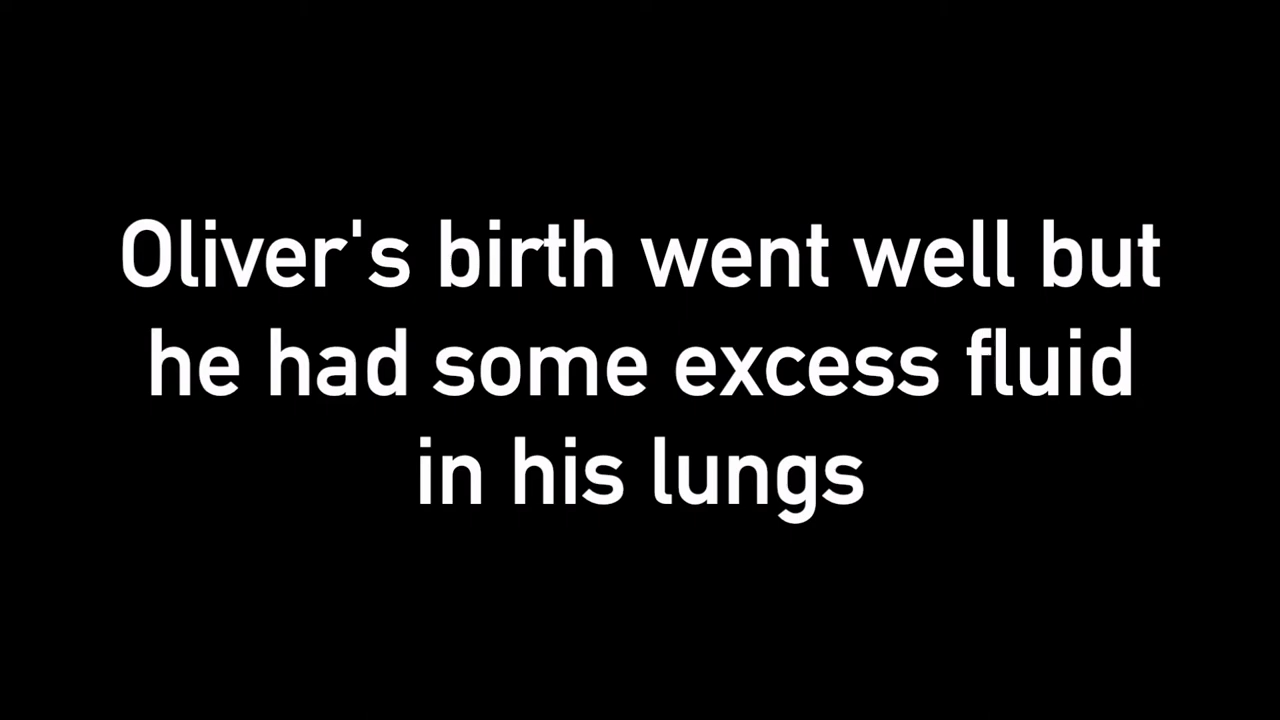 Oliver's birth went well but
he had some excess fluid
in his lungs